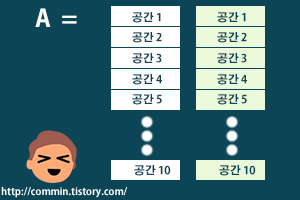 A =
공간 1 공간 1
공간 2 공간 2
공간 3 공간 3
공간 4 공간 4
공간 5 공간 5
공간 10 공간 10
http://commin.tistory.com/